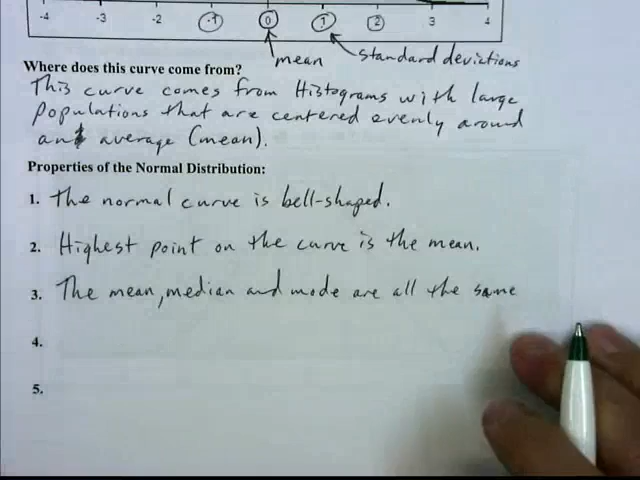 -4 -3 -2 -1 0 1 2 3 4
mean standard deviations
Where does this curve come from?
This curve comes from Histograms with large
populations that are centered evenly around
an average (mean).
Properties of the Normal Distribution:
1. The normal curve is bell-shaped.
2. Highest point on the curve is the mean.
3. The mean, median and mode are all the same
4.
5.